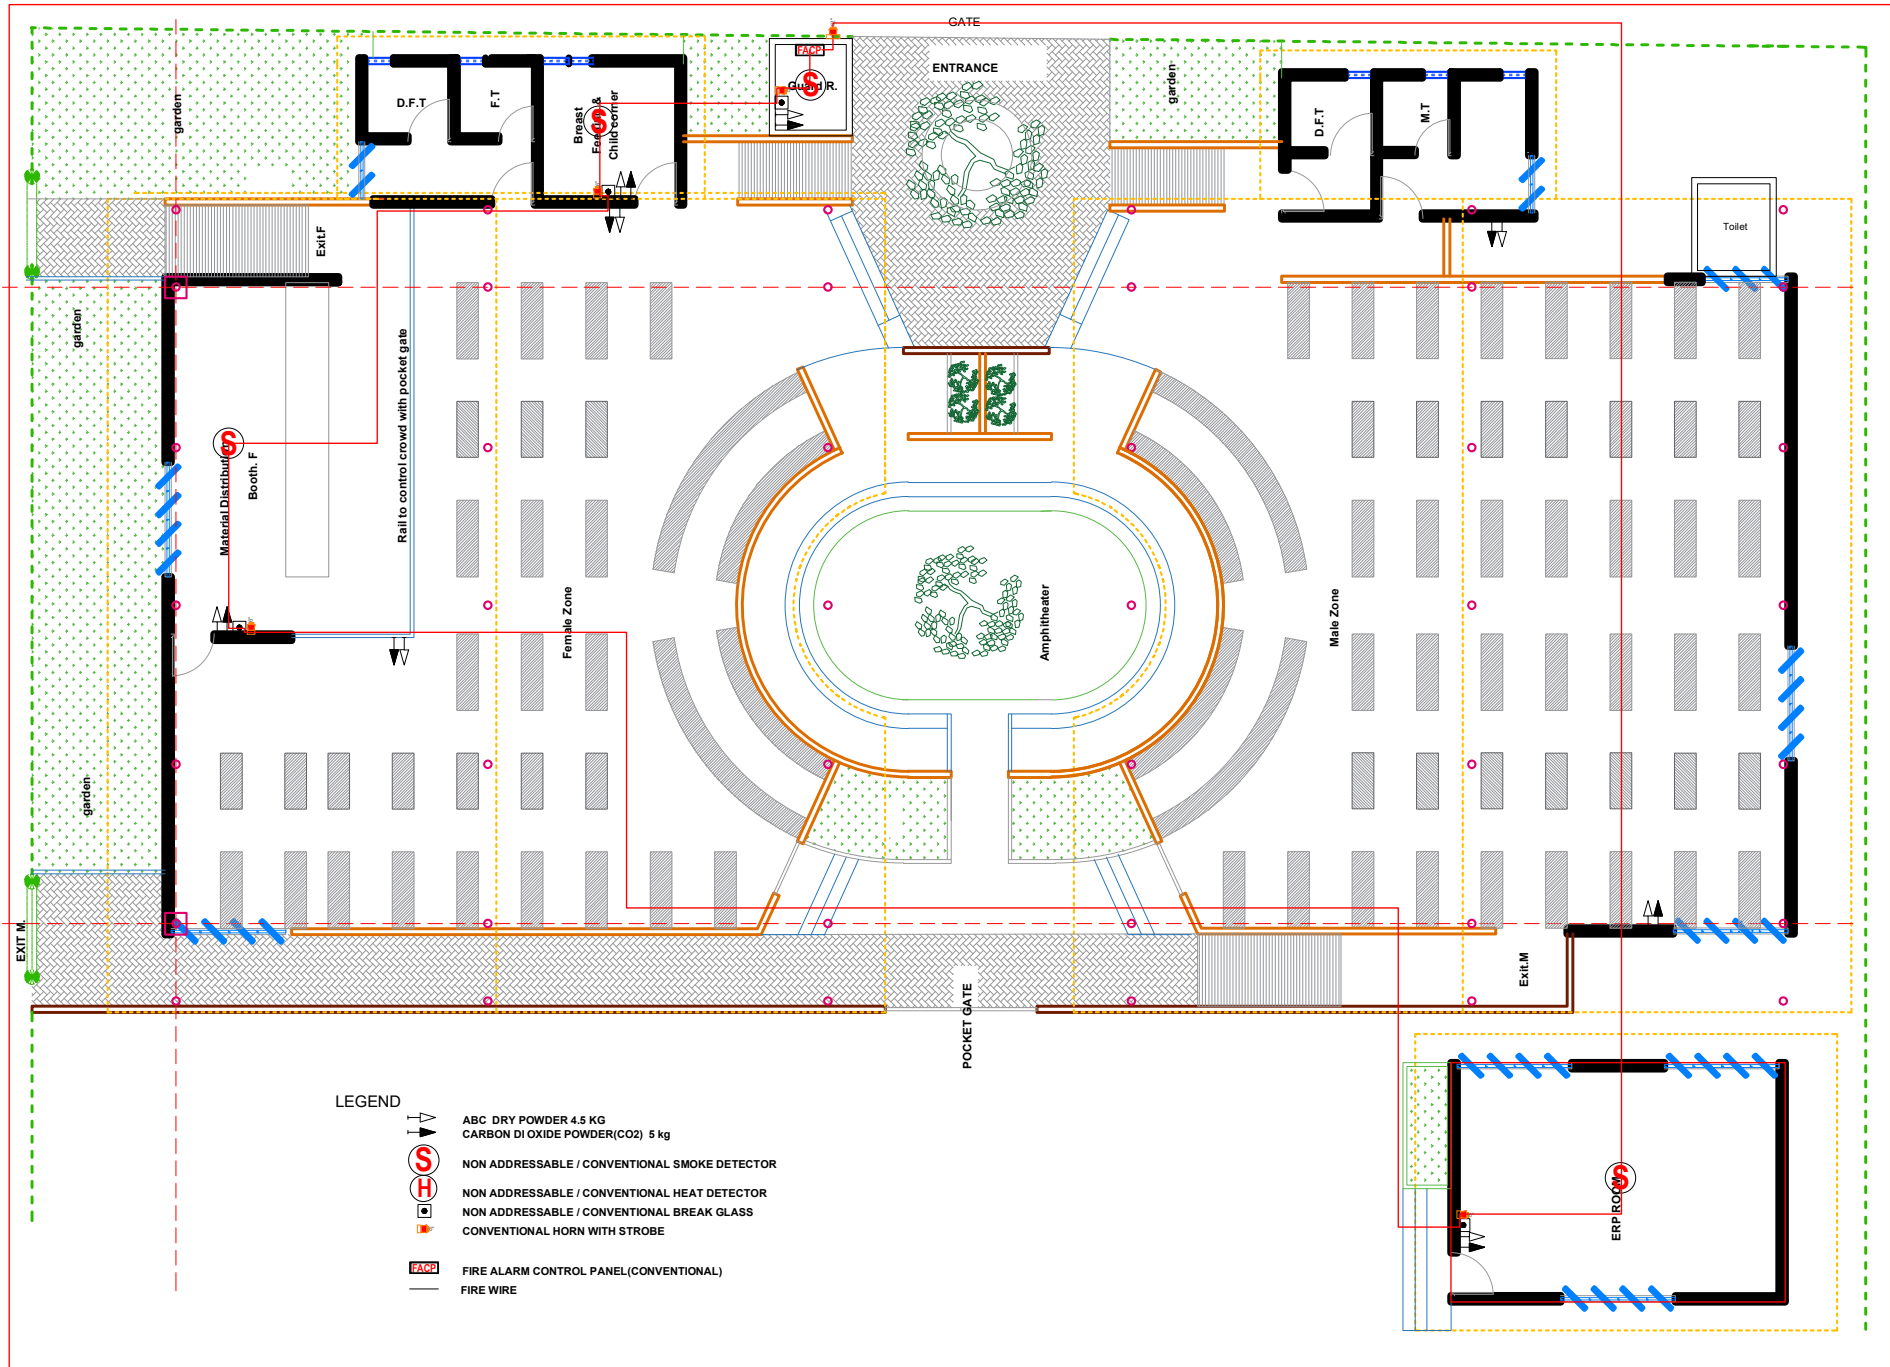 GATE
FACP
ENTRANCE
Guard R.
S
garden
D.F.T
F.T
Breast
Feeding &
Child corner
S
garden
D.F.T
M.T
Toilet
Exit.F
garden
Rail to control crowd with pocket gate
S
Material Distribution
Booth. F
Female Zone
Amphitheater
Male Zone
garden
EXIT M.
Exit.M
POCKET GATE
S
ERP ROOM
LEGEND
ABC DRY POWDER 4.5 KG
CARBON DI OXIDE POWDER(CO2) 5 kg
S NON ADDRESSABLE / CONVENTIONAL SMOKE DETECTOR
H NON ADDRESSABLE / CONVENTIONAL HEAT DETECTOR
NON ADDRESSABLE / CONVENTIONAL BREAK GLASS
CONVENTIONAL HORN WITH STROBE
FACP FIRE ALARM CONTROL PANEL(CONVENTIONAL)
FIRE WIRE